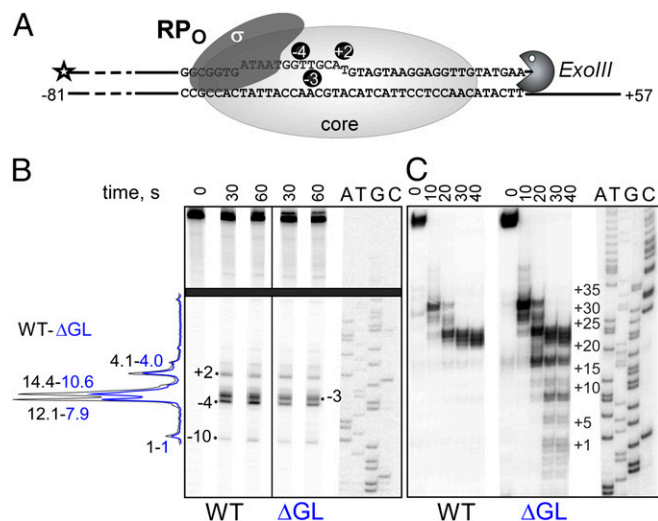 A
RPO
σ
-4
+2
ATAATGGTTGCAT
GGCGGTG
GTAGTAAGGAGGTTGTATGAA
ExoIII
-3
-81
CCGCCACTATTACCAACGTACATCATTCCTCCAACATACTT
+57
core
B
time, s
0 30 60 30 60 A T G C
WT-ΔGL
4.1-4.0
14.4-10.6
12.1-7.9
1-1
+2
-4
-3
-10
WT ΔGL
C
0 10 20 30 40 0 10 20 30 40 A T G C
+35
+30
+25
+20
+15
+10
+5
+1
WT ΔGL